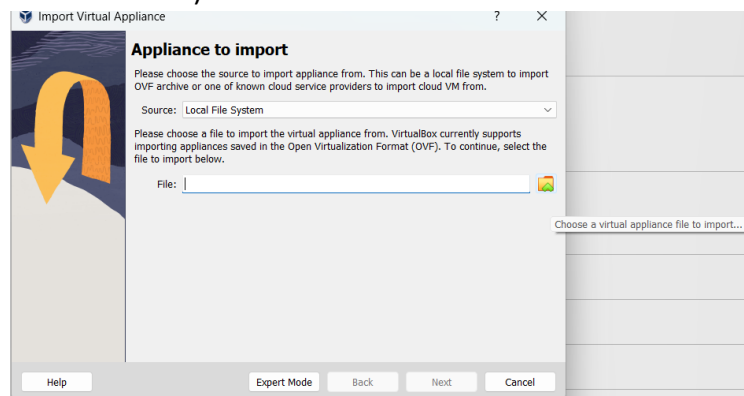 Import Virtual Appliance
?
Appliance to import
Please choose the source to import appliance from. This can be a local file system to import
OVF archive or one of known cloud service providers to import cloud VM from.
Source: Local File System
Please choose a file to import the virtual appliance from. VirtualBox currently supports
importing appliances saved in the Open Virtualization Format (OVF). To continue, select the
file to import below.
File:
Choose a virtual appliance file to import...
Help Expert Mode Back Next Cancel